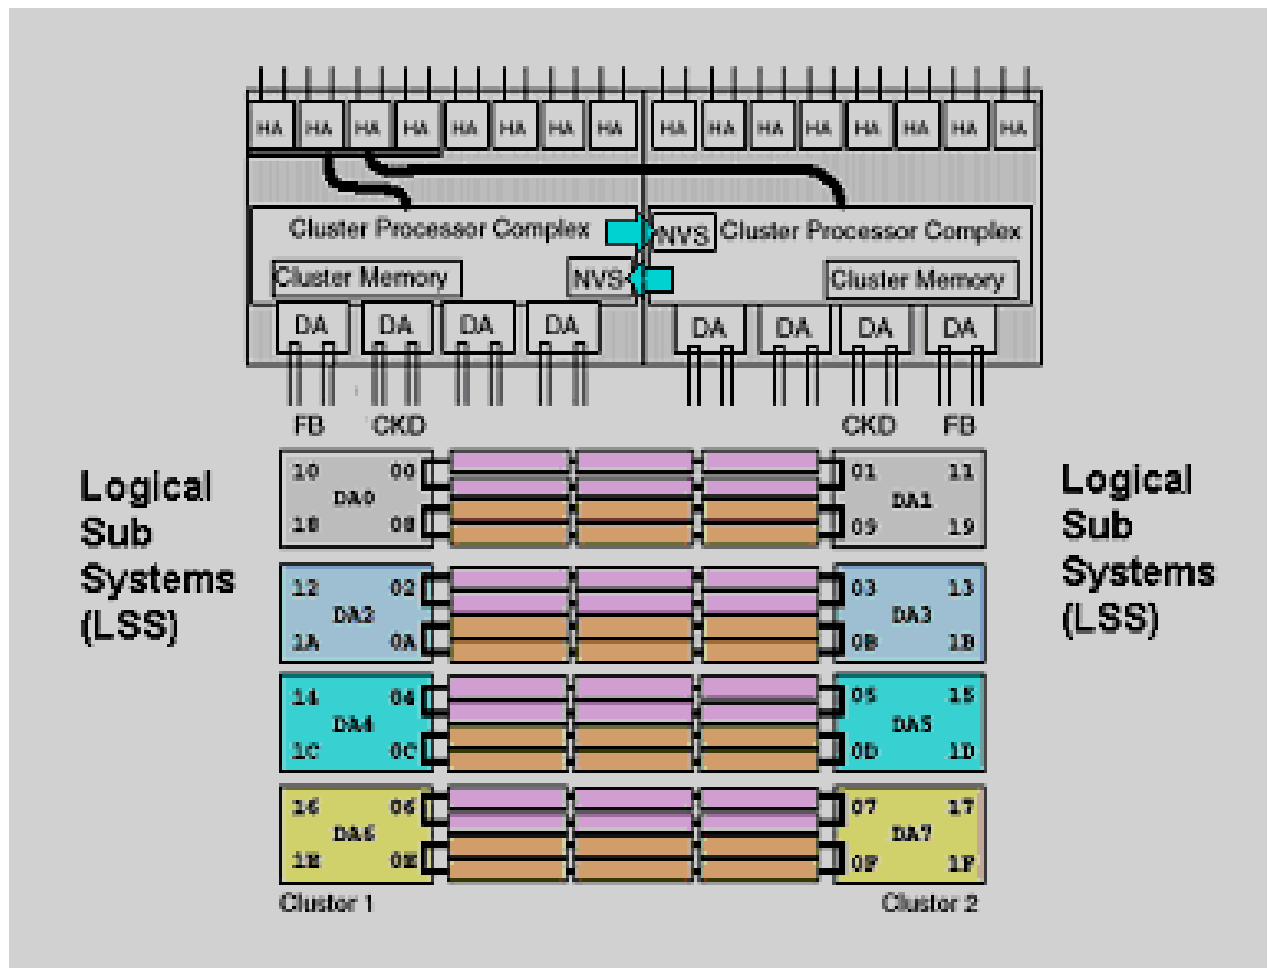 HA HA HA HA HA HA HA HA HA HA HA HA HA HA HA HA
Cluster Processor Complex NVS Cluster Processor Complex
Cluster Memory NVS Cluster Memory
DA DA DA DA DA DA DA DA
FB CKD CKD FB
Logical
Sub
Systems
(LSS)
10 00
DA0
18 08
01 11
DA1
09 19
Logical
Sub
Systems
(LSS)
12 02
DA2
1A 0A
03 13
DA3
0B 1B
14 04
DA4
1C 0C
05 15
DA5
0D 1D
16 06
DA6
1E 0E
07 17
DA7
0F 1F
Cluster 1
Cluster 2